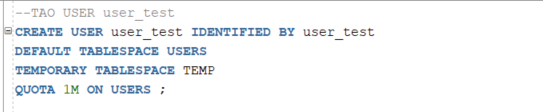 --TAO USER user_test
CREATE USER user_test IDENTIFIED BY user_test
DEFAULT TABLESPACE USERS
TEMPORARY TABLESPACE TEMP
QUOTA 1M ON USERS ;